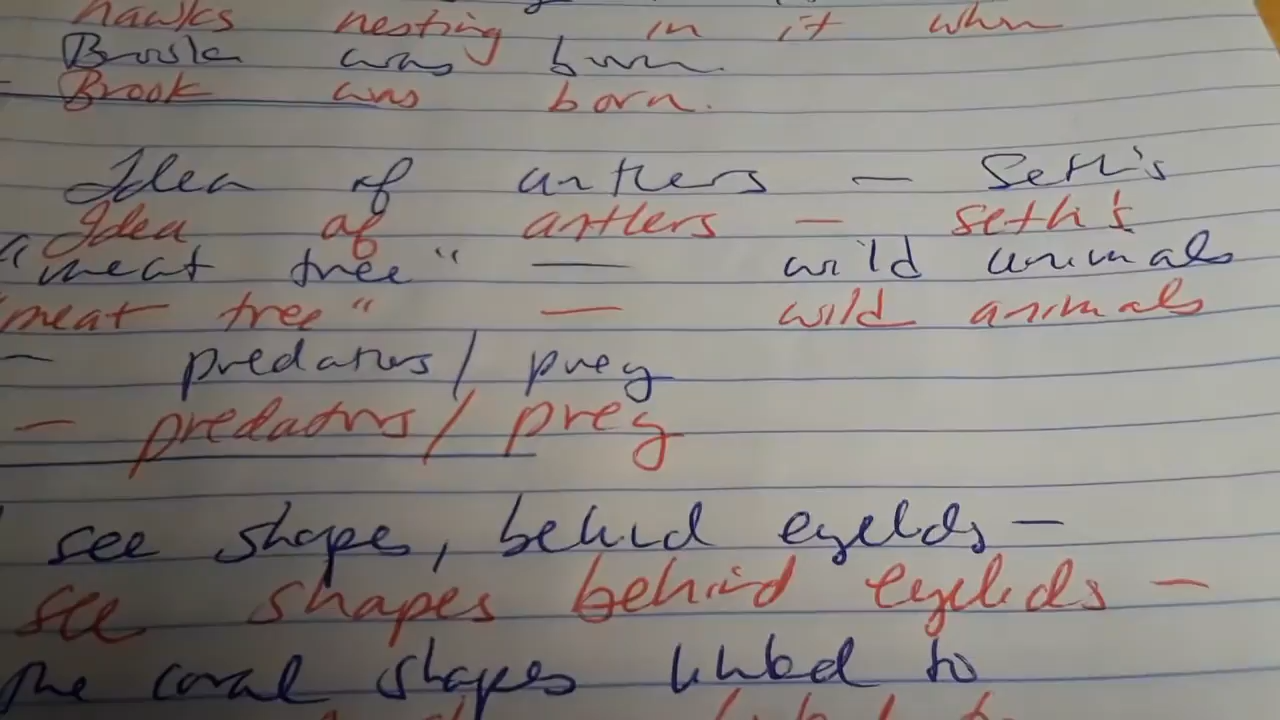 hawks nesting in it when
Brook was born.
- Brook was born.
Idea of antlers — Seth's
Idea of antlers — Seth's
"meat tree" — wild animals
"meat tree" — wild animals
— predators / prey
— predators / prey
see shapes, behind eyelids —
see shapes behind eyelids —
The coral shapes linked to
linked to